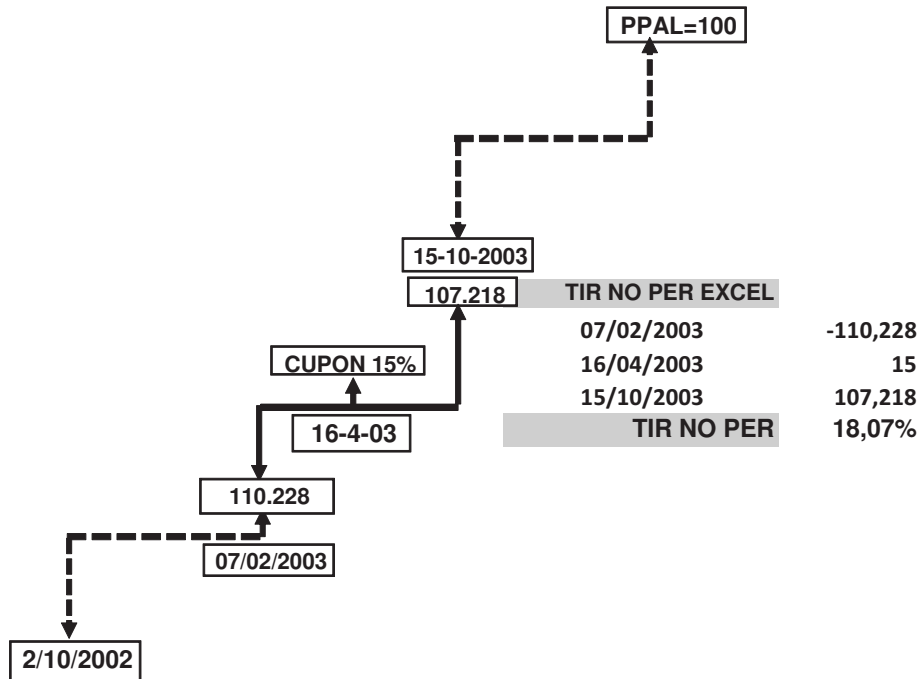 PPAL=100
15-10-2003
107.218
TIR NO PER EXCEL
07/02/2003 -110,228
16/04/2003 15
15/10/2003 107,218
TIR NO PER 18,07%
CUPON 15%
16-4-03
110.228
07/02/2003
2/10/2002